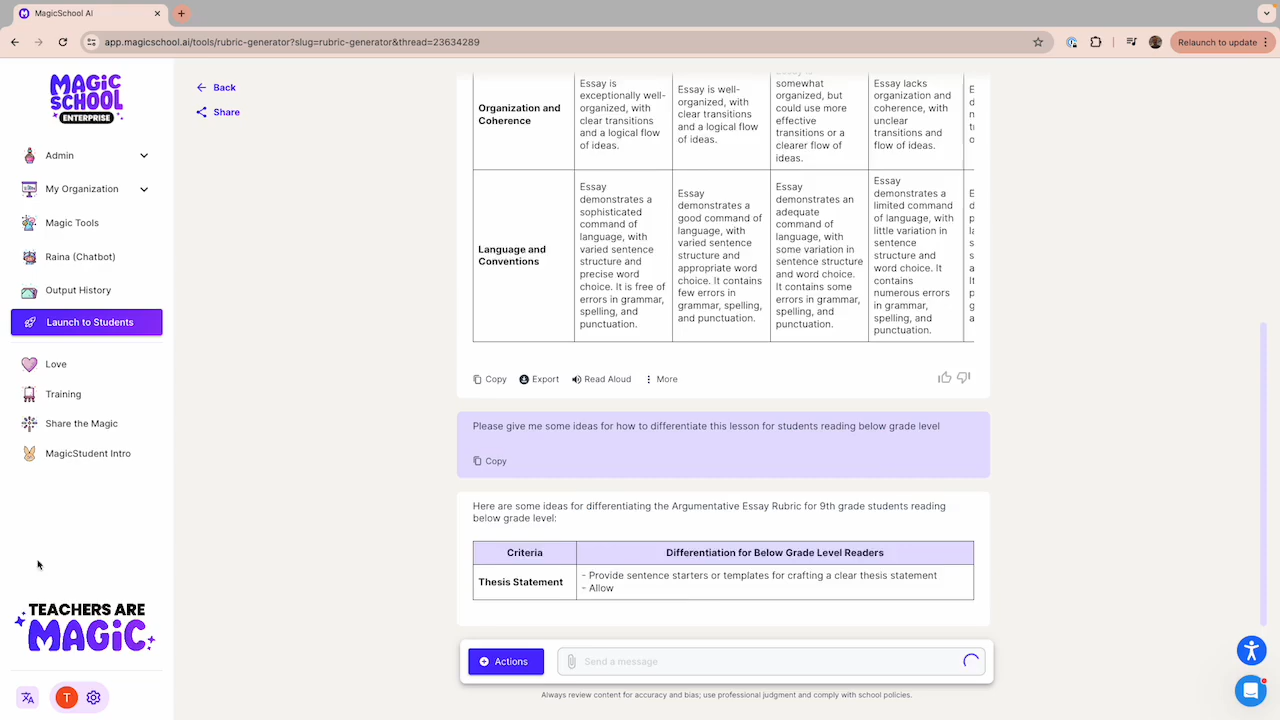 MagicSchool AI
app.magicschool.ai/tools/rubric-generator?slug=rubric-generator&thread=23634289
Relaunch to update
MAGIC
SCHOOL
ENTERPRISE
Admin
My Organization
Magic Tools
Raina (Chatbot)
Output History
Launch to Students
Love
Training
Share the Magic
MagicStudent Intro
TEACHERS ARE
MAGIC
T
Back
Share
Organization and
Coherence
Essay is
exceptionally well-
organized, with
clear transitions
and a logical flow
of ideas.
Essay is well-
organized, with
clear transitions
and a logical flow
of ideas.
somewhat
organized, but
could use more
effective
transitions or a
clearer flow of
ideas.
Essay lacks
organization and
coherence, with
unclear
transitions and
flow of ideas.
Language and
Conventions
Essay
demonstrates a
sophisticated
command of
language, with
varied sentence
structure and
precise word
choice. It is free of
errors in grammar,
spelling, and
punctuation.
Essay
demonstrates a
good command of
language, with
varied sentence
structure and
appropriate word
choice. It contains
few errors in
grammar, spelling,
and punctuation.
Essay
demonstrates an
adequate
command of
language, with
some variation in
sentence structure
and word choice.
It contains some
errors in grammar,
spelling, and
punctuation.
Essay
demonstrates a
limited command
of language, with
little variation in
sentence
structure and
word choice. It
contains
numerous errors
in grammar,
spelling, and
punctuation.
Copy
Export
Read Aloud
More
Please give me some ideas for how to differentiate this lesson for students reading below grade level
Copy
Here are some ideas for differentiating the Argumentative Essay Rubric for 9th grade students reading
below grade level:
Criteria
Differentiation for Below Grade Level Readers
Thesis Statement
- Provide sentence starters or templates for crafting a clear thesis statement
- Allow
Actions
Send a message
Always review content for accuracy and bias; use professional judgment and comply with school policies.